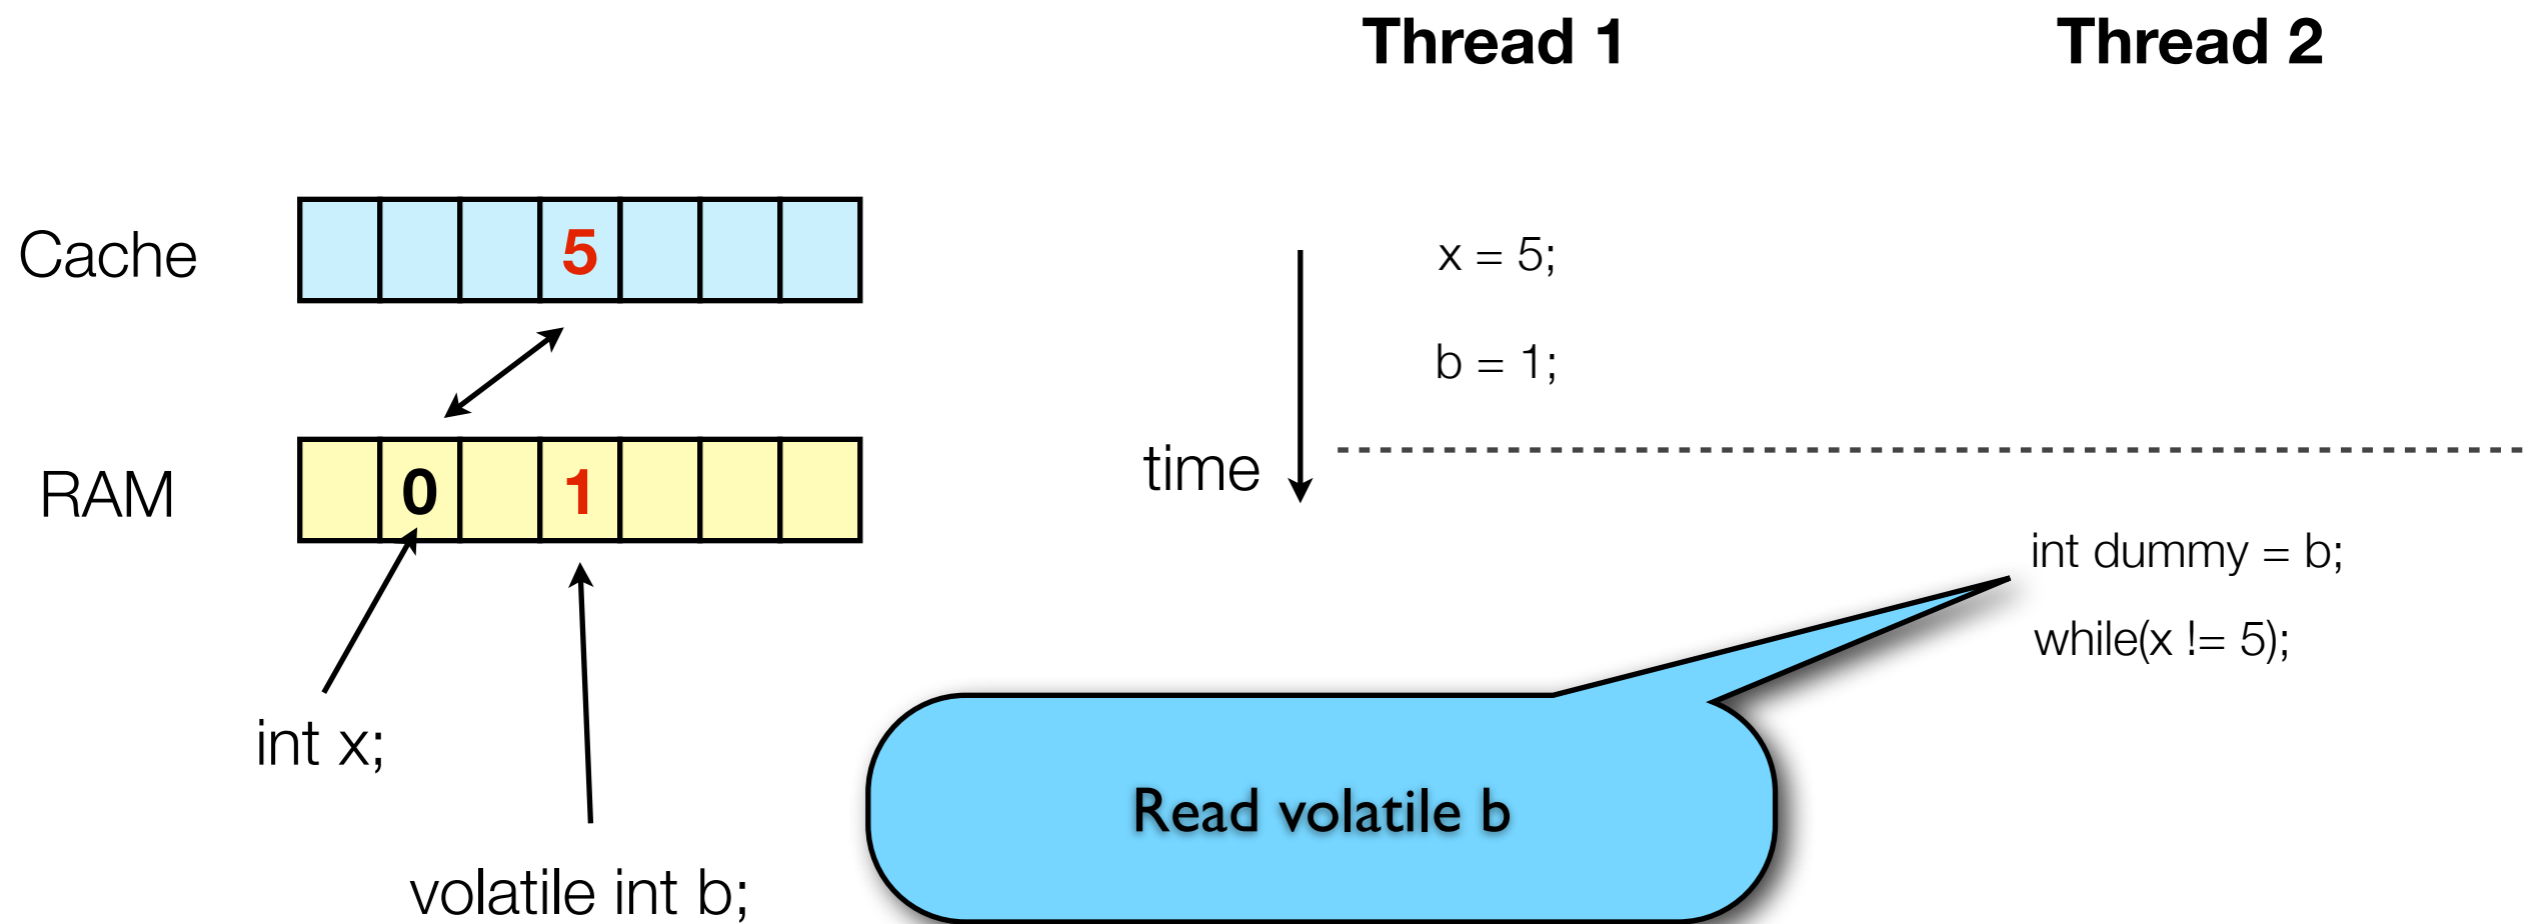 Thread 1
Thread 2
Cache
5
x = 5;
b = 1;
time
RAM
0
1
int dummy = b;
while(x != 5);
int x;
Read volatile b
volatile int b;